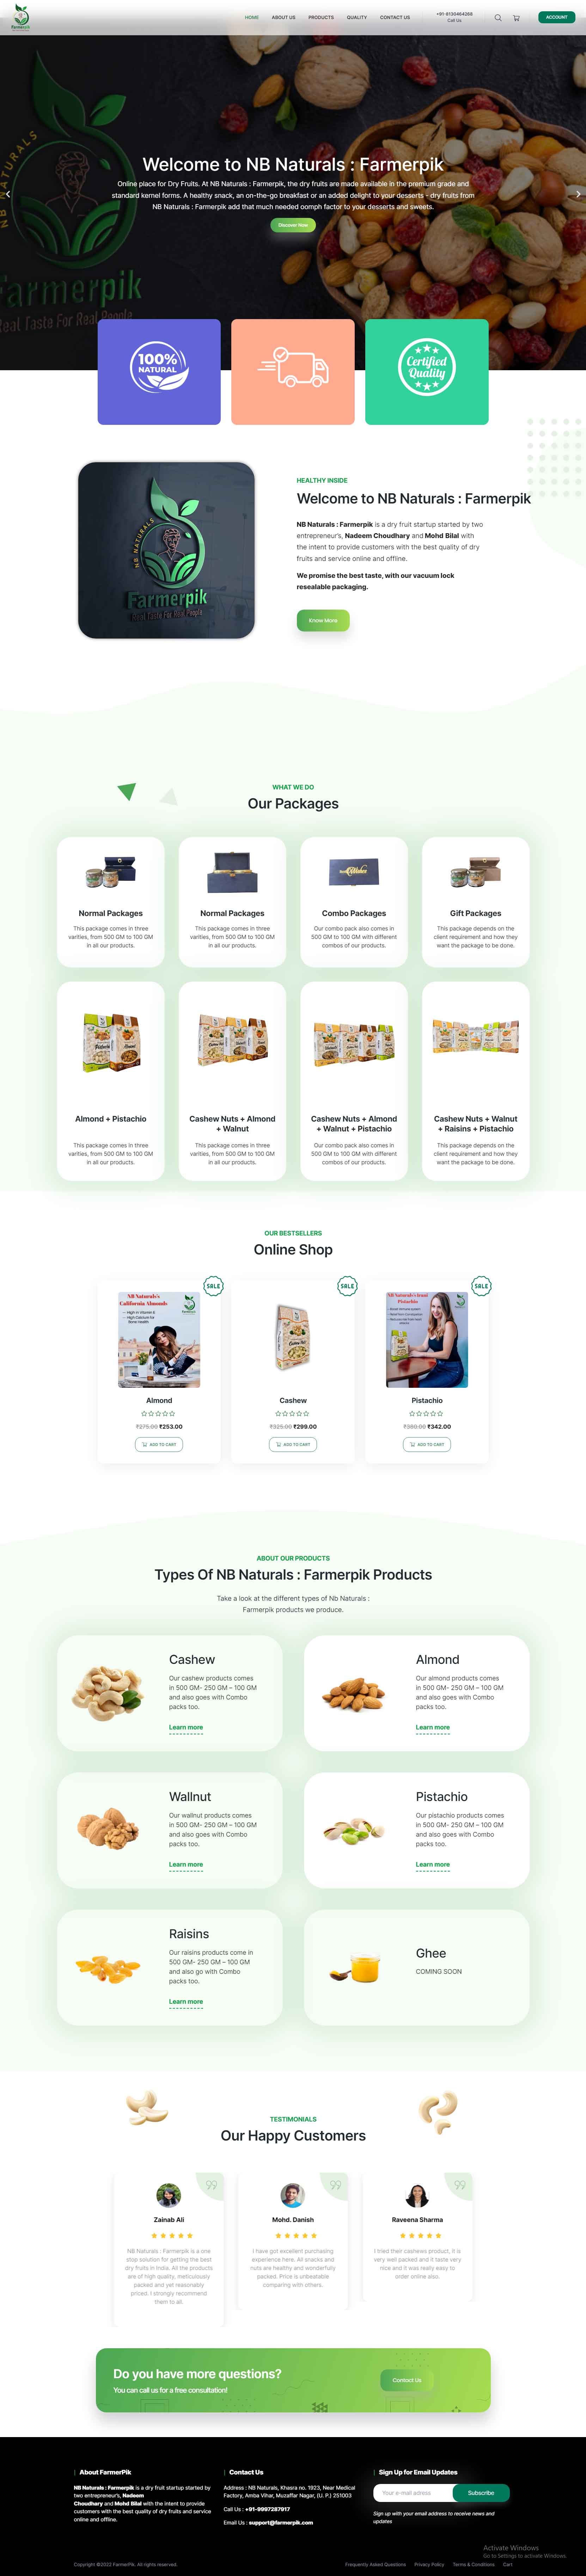 Farmerpik
HOME
ABOUT US
PRODUCTS
QUALITY
CONTACT US
+91-8130464266
Call Us
ACCOUNT
Welcome to NB Naturals : Farmerpik
Online place for Dry Fruits. At NB Naturals : Farmerpik, the dry fruits are made available in the premium grade and
standard kernel forms. A healthy snack, an on-the-go breakfast or an added delight to your desserts - dry fruits from
NB Naturals : Farmerpik add that much needed oomph factor to your desserts and sweets.
Discover Now
NB NATURALS
farmerpik
Real Taste For Real People
100%
NATURAL
Certified
Quality
NB NATURALS
Farmerpik
Real Taste For Real People
HEALTHY INSIDE
Welcome to NB Naturals : Farmerpik
NB Naturals : Farmerpik is a dry fruit startup started by two
entrepreneur's, Nadeem Choudhary and Mohd Bilal with
the intent to provide customers with the best quality of dry
fruits and service online and offline.
We promise the best taste, with our vacuum lock
resealable packaging.
Know More
WHAT WE DO
Our Packages
Normal Packages
This package comes in three
varities, from 500 GM to 100 GM
in all our products.
Normal Packages
This package comes in three
varities, from 500 GM to 100 GM
in all our products.
Combo Packages
Our combo pack also comes in
500 GM to 100 GM with different
combos of our products.
Gift Packages
This package depends on the
client requirement and how they
want the package to be done.
Almond + Pistachio
This package comes in three
varities, from 500 GM to 100 GM
in all our products.
Cashew Nuts + Almond
+ Walnut
This package comes in three
varities, from 500 GM to 100 GM
in all our products.
Cashew Nuts + Almond
+ Walnut + Pistachio
Our combo pack also comes in
500 GM to 100 GM with different
combos of our products.
Cashew Nuts + Walnut
+ Raisins + Pistachio
This package depends on the
client requirement and how they
want the package to be done.
OUR BESTSELLERS
Online Shop
SALE
NB Naturals's
California Almonds
High in Vitamin E
High Calcium for
Bone Health
Almond
₹275.00 ₹253.00
ADD TO CART
SALE
Cashew
₹325.00 ₹299.00
ADD TO CART
SALE
NB Naturals's Irani
Pistachio
Pistachio
₹360.00 ₹342.00
ADD TO CART
ABOUT OUR PRODUCTS
Types Of NB Naturals : Farmerpik Products
Take a look at the different types of Nb Naturals :
Farmerpik products we produce.
Cashew
Our cashew products comes
in 500 GM- 250 GM – 100 GM
and also goes with Combo
packs too.
Learn more
Almond
Our almond products comes
in 500 GM- 250 GM – 100 GM
and also goes with Combo
packs too.
Learn more
Wallnut
Our wallnut products comes
in 500 GM- 250 GM – 100 GM
and also goes with Combo
packs too.
Learn more
Pistachio
Our pistachio products comes
in 500 GM- 250 GM – 100 GM
and also goes with Combo
packs too.
Learn more
Raisins
Our raisins products come in
500 GM- 250 GM – 100 GM
and also go with Combo
packs too.
Learn more
Ghee
COMING SOON
TESTIMONIALS
Our Happy Customers
Zainab Ali
NB Naturals : Farmerpik is a one
stop solution for getting the best
dry fruits in India. All the products
are of high quality, meticulously
packed and yet reasonably
priced. I strongly recommend
them to all.
Mohd. Danish
I have got excellent purchasing
experience here. All snacks and
nuts are healthy and wonderfully
packed. Price is unbeatable
comparing with others.
Raveena Sharma
I tried their cashews product, it is
very well packed and it taste very
nice and it was really easy to
order online also.
Do you have more questions?
You can call us for a free consultation!
Contact Us
About FarmerPik
NB Naturals : Farmerpik is a dry fruit startup started by
two entrepreneur's, Nadeem
Choudhary and Mohd Bilal with the intent to provide
customers with the best quality of dry fruits and service
online and offline.
Contact Us
Address : NB Naturals, Khasra no. 1923, Near Medical
Factory, Amba Vihar, Muzaffar Nagar, (U. P.) 251003
Call Us : +91-9997287917
Email Us : support@farmerpik.com
Sign Up for Email Updates
Your e-mail adress
Subscribe
Sign up with your email address to receive news and
updates
Activate Windows
Go to Settings to activate Windows.
Copyright ©2022 FarmerPik. All rights reserved.
Frequently Asked Questions
Privacy Policy
Terms & Conditions
Cart